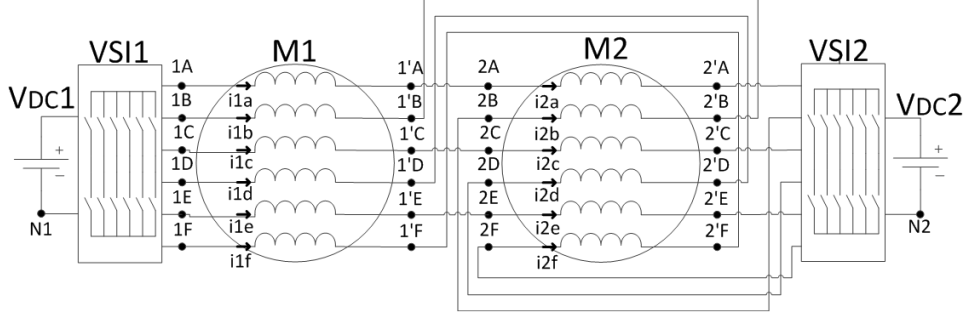 VSI1 M1 M2 VSI2
1A 1'A 2A 2'A
i1a i2a
VDC1 1B 1'B 2B 2'B VDC2
i1b i2b
1C 1'C 2C 2'C
+ i1c i2c +
− 1D 1'D 2D 2'D −
i1d i2d
1E 1'E 2E 2'E
N1 i1e i2e N2
1F 1'F 2F 2'F
i1f i2f